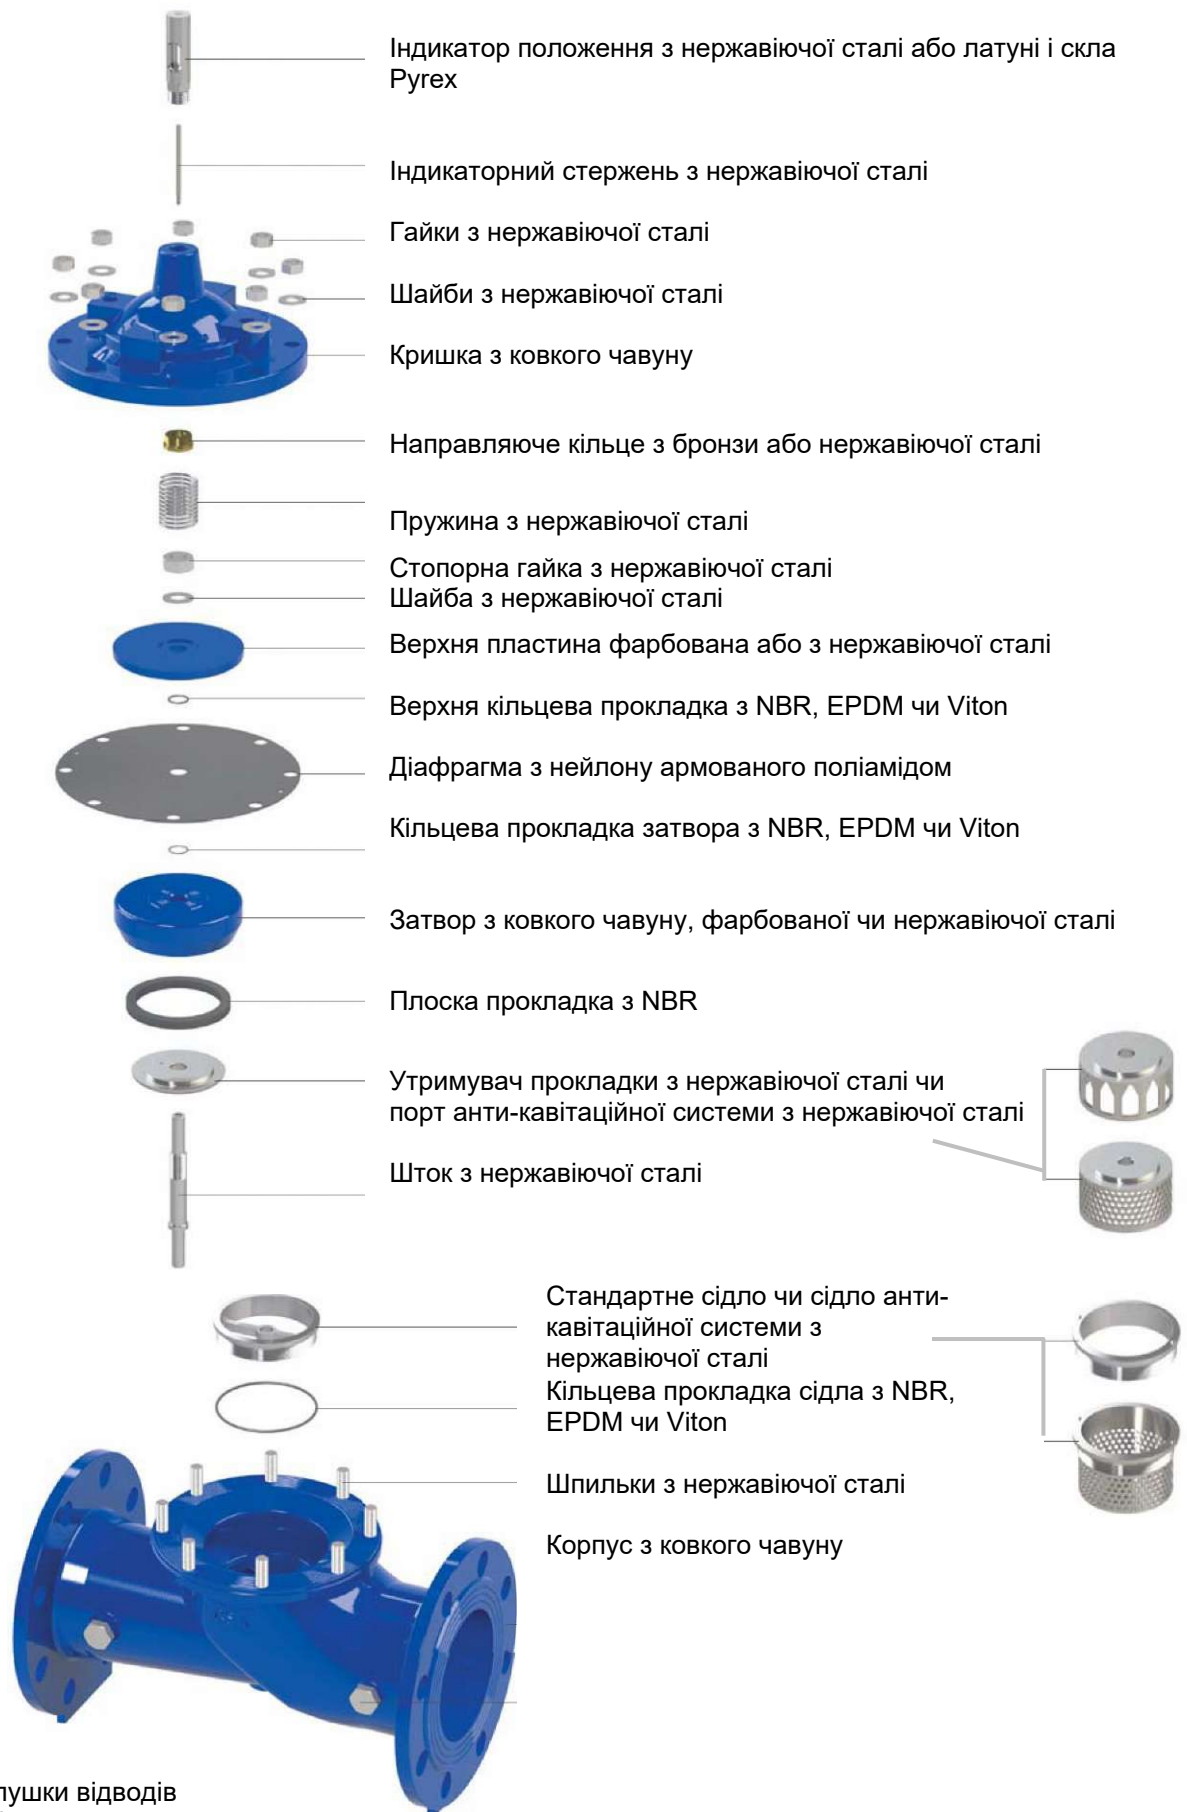 Індикатор положення з нержавіючої сталі або латуні і скла
Pyrex
Індикаторний стержень з нержавіючої сталі
Гайки з нержавіючої сталі
Шайби з нержавіючої сталі
Кришка з ковкого чавуну
Направляюче кільце з бронзи або нержавіючої сталі
Пружина з нержавіючої сталі
Стопорна гайка з нержавіючої сталі
Шайба з нержавіючої сталі
Верхня пластина фарбована або з нержавіючої сталі
Верхня кільцева прокладка з NBR, EPDM чи Viton
Діафрагма з нейлону армованого поліамідом
Кільцева прокладка затвора з NBR, EPDM чи Viton
Затвор з ковкого чавуну, фарбованої чи нержавіючої сталі
Плоска прокладка з NBR
Утримувач прокладки з нержавіючої сталі чи
порт анти-кавітаційної системи з нержавіючої сталі
Шток з нержавіючої сталі
Стандартне сідло чи сідло анти-
кавітаційної системи з
нержавіючої сталі
Кільцева прокладка сідла з NBR,
EPDM чи Viton
Шпильки з нержавіючої сталі
Корпус з ковкого чавуну
відводів